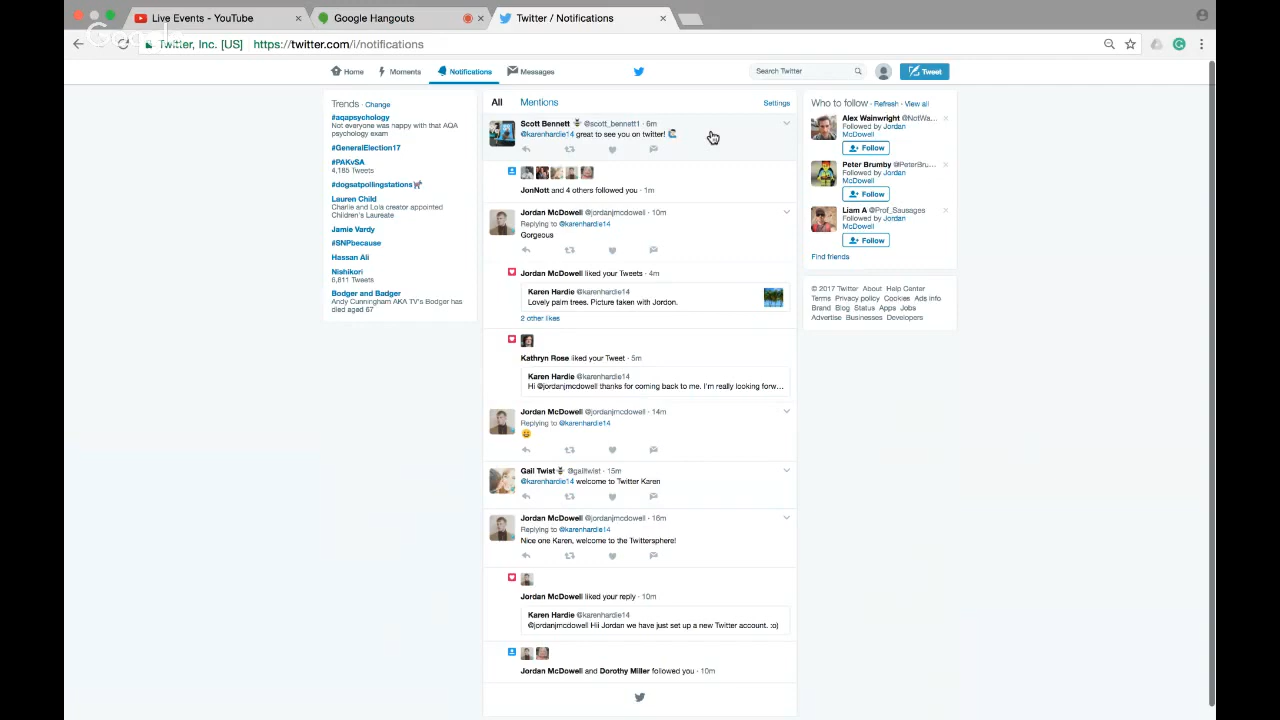 Live Events - YouTube
Google Hangouts
Twitter / Notifications
Google
Twitter, Inc. [US]
https://twitter.com/i/notifications
Home
Moments
Notifications
Messages
Search Twitter
Tweet
Trends · Change
#aqapsychology
Not everyone was happy with that AQA
psychology exam
#GeneralElection17
#PAKvSA
4,185 Tweets
#dogsatpollingstations
Lauren Child
Charlie and Lola creator appointed
Children's Laureate
Jamie Vardy
#SNPbecause
Hassan Ali
Nishikori
6,611 Tweets
Bodger and Badger
Andy Cunningham AKA TV's Bodger has
died aged 67
All
Mentions
Settings
Scott Bennett @scott_bennett1 · 6m
@karenhardie14 great to see you on twitter!
JonNott and 4 others followed you · 1m
Jordan McDowell @jordanjmcdowell · 10m
Replying to @karenhardie14
Gorgeous
Jordan McDowell liked your Tweets · 4m
Karen Hardie @karenhardie14
Lovely palm trees. Picture taken with Jordon.
2 other likes
Kathryn Rose liked your Tweet · 5m
Karen Hardie @karenhardie14
Hi @jordanjmcdowell thanks for coming back to me. I'm really looking forw...
Jordan McDowell @jordanjmcdowell · 14m
Replying to @karenhardie14
😀
Gail Twist @gailtwist · 15m
@karenhardie14 welcome to Twitter Karen
Jordan McDowell @jordanjmcdowell · 16m
Replying to @karenhardie14
Nice one Karen, welcome to the Twittersphere!
Jordan McDowell liked your reply · 10m
Karen Hardie @karenhardie14
@jordanjmcdowell Hii Jordan we have just set up a new Twitter account. :o)
Jordan McDowell and Dorothy Miller followed you · 10m
Who to follow · Refresh · View all
Alex Wainwright @NotWa...
Followed by Jordan
McDowell
Follow
Peter Brumby @PeterBru...
Followed by Jordan
McDowell
Follow
Liam A @Prof_Sausages
Followed by Jordan
McDowell
Follow
Find friends
© 2017 Twitter About Help Center
Terms Privacy policy Cookies Ads info
Brand Blog Status Apps Jobs
Advertise Businesses Developers